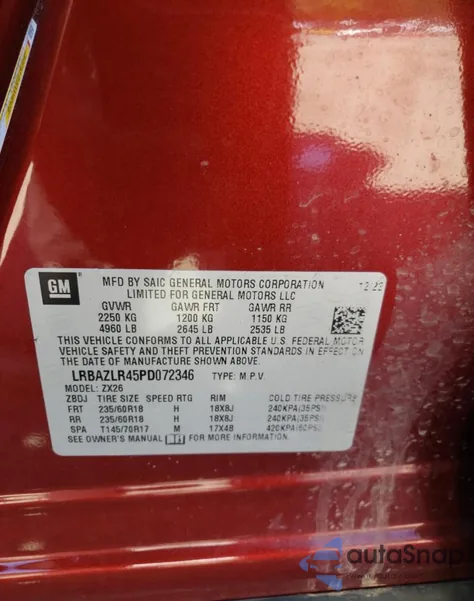 GM
MFD BY SAIC GENERAL MOTORS CORPORATION 12/22
LIMITED FOR GENERAL MOTORS LLC
GVWR GAWR FRT GAWR RR
2250 KG 1200 KG 1150 KG
4960 LB 2645 LB 2535 LB
THIS VEHICLE CONFORMS TO ALL APPLICABLE U.S. FEDERAL MOTOR
VEHICLE SAFETY AND THEFT PREVENTION STANDARDS IN EFFECT
ON THE DATE OF MANUFACTURE SHOWN ABOVE.
LRBAZLR45PD072346 TYPE: M.P.V.
MODEL: ZX26
ZBDJ TIRE SIZE SPEED RTG RIM COLD TIRE PRESSURE
FRT 235/60R18 H 18X8J 240KPA(35PSI)
RR 235/60R18 H 18X8J 240KPA(35PSI)
SPA T145/70R17 M 17X4B 420KPA(60PSI)
SEE OWNER'S MANUAL FOR MORE INFORMATION.
autoSnap